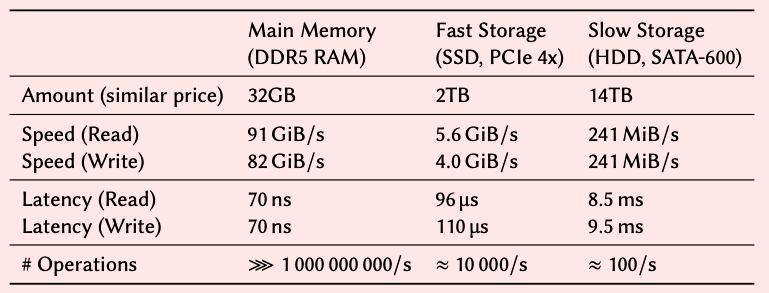 Main Memory Fast Storage Slow Storage
(DDR5 RAM) (SSD, PCIe 4x) (HDD, SATA-600)
Amount (similar price) 32GB 2TB 14TB
Speed (Read) 91 GiB/s 5.6 GiB/s 241 MiB/s
Speed (Write) 82 GiB/s 4.0 GiB/s 241 MiB/s
Latency (Read) 70 ns 96 µs 8.5 ms
Latency (Write) 70 ns 110 µs 9.5 ms
# Operations ⋙ 1 000 000 000/s ≈ 10 000/s ≈ 100/s